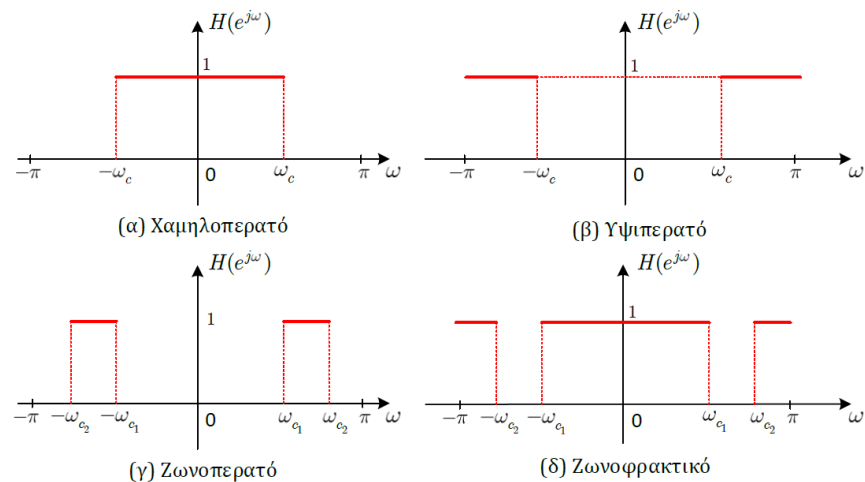 H(e^{jω})
1
−π −ω_c 0 ω_c π ω
(α) Χαμηλοπερατό
H(e^{jω})
1
−π −ω_c 0 ω_c π ω
(β) Υψιπερατό
H(e^{jω})
1
−π −ω_{c_2} −ω_{c_1} 0 ω_{c_1} ω_{c_2} π ω
(γ) Ζωνοπερατό
H(e^{jω})
1
−π −ω_{c_2} −ω_{c_1} 0 ω_{c_1} ω_{c_2} π ω
(δ) Ζωνοφρακτικό